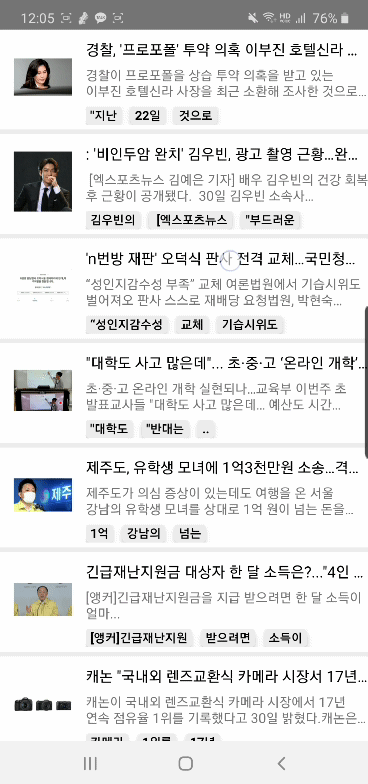 12:05 76%
경찰, '프로포폴' 투약 의혹 이부진 호텔신라 ...
경찰이 프로포폴을 상습 투약 의혹을 받고 있는
이부진 호텔신라 사장을 최근 소환해 조사한 것으로...
"지난 22일 것으로
: '비인두암 완치' 김우빈, 광고 촬영 근황...완...
[엑스포츠뉴스 김예은 기자] 배우 김우빈의 건강 회복
후 근황이 공개됐다. 30일 김우빈 소속사...
김우빈의 [엑스포츠뉴스 "부드러운
'n번방 재판' 오덕식 판사 전격 교체...국민청...
“성인지감수성 부족” 교체 여론법원에서 기습시위도
벌어져오 판사 스스로 재배당 요청법원, 박현숙...
“성인지감수성 교체 기습시위도
"대학도 사고 많은데"... 초·중·고 ‘온라인 개학’...
초·중·고 온라인 개학 실현되나...교육부 이번주 초
발표교사들 "대학도 사고 많은데... 예산도 시간...
"대학도 "반대는 ..
제주도, 유학생 모녀에 1억3천만원 소송...격...
제주도가 의심 증상이 있는데도 여행을 온 서울
강남의 유학생 모녀를 상대로 1억 원이 넘는 돈을...
제주
1억 강남의 넘는
긴급재난지원금 대상자 한 달 소득은?..."4인 ...
[앵커]긴급재난지원금을 지급 받으려면 한 달 소득이
얼마...
[앵커]긴급재난지원 받으려면 소득이
캐논 "국내외 렌즈교환식 카메라 시장서 17년...
캐논이 국내외 렌즈교환식 카메라 시장에서 17년
연속 점유율 1위를 기록했다고 30일 밝혔다.캐논은...
카메라 1위를 17년